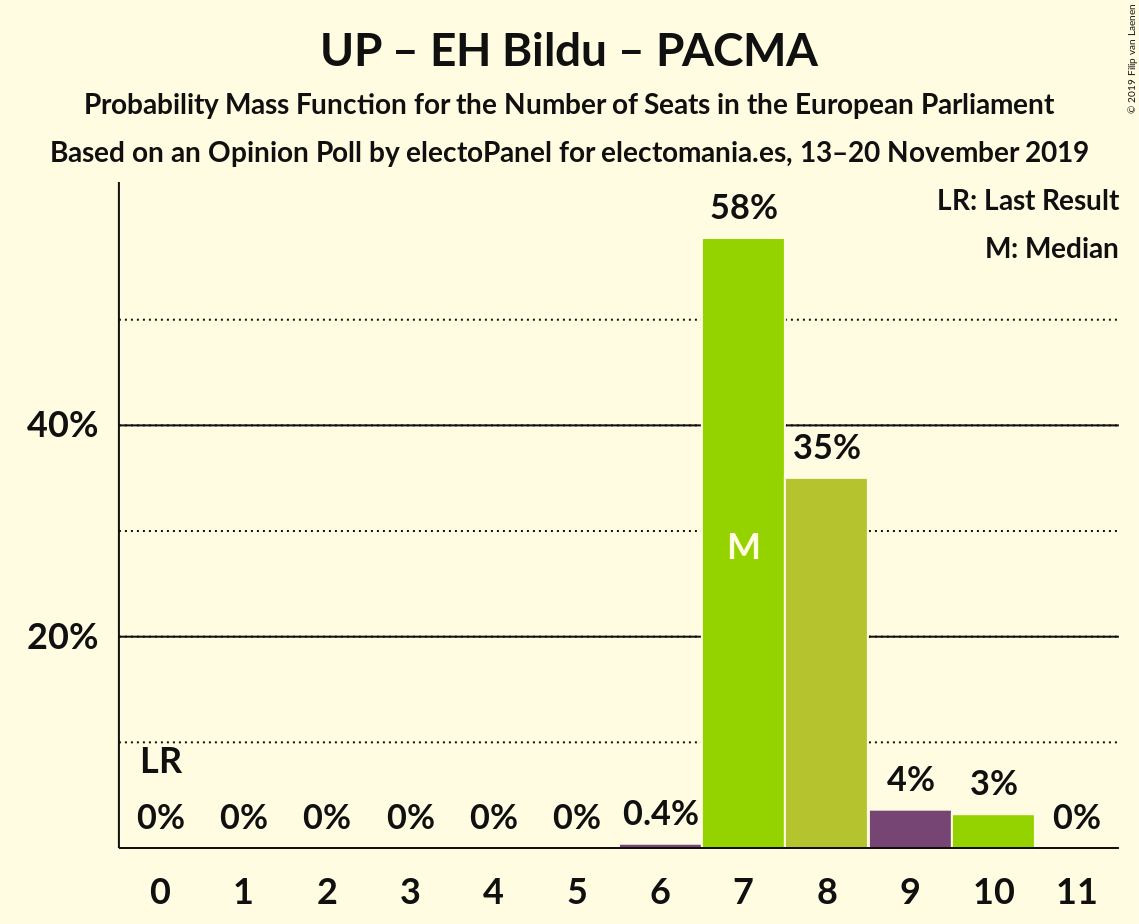 UP – EH Bildu – PACMA
Probability Mass Function for the Number of Seats in the European Parliament
Based on an Opinion Poll by electoPanel for electomania.es, 13–20 November 2019
© 2019 Filip van Laenen
LR: Last Result
M: Median
58%
40%
35%
M
20%
LR
0% 0% 0% 0% 0% 0% 0.4% 4% 3% 0%
0 1 2 3 4 5 6 7 8 9 10 11